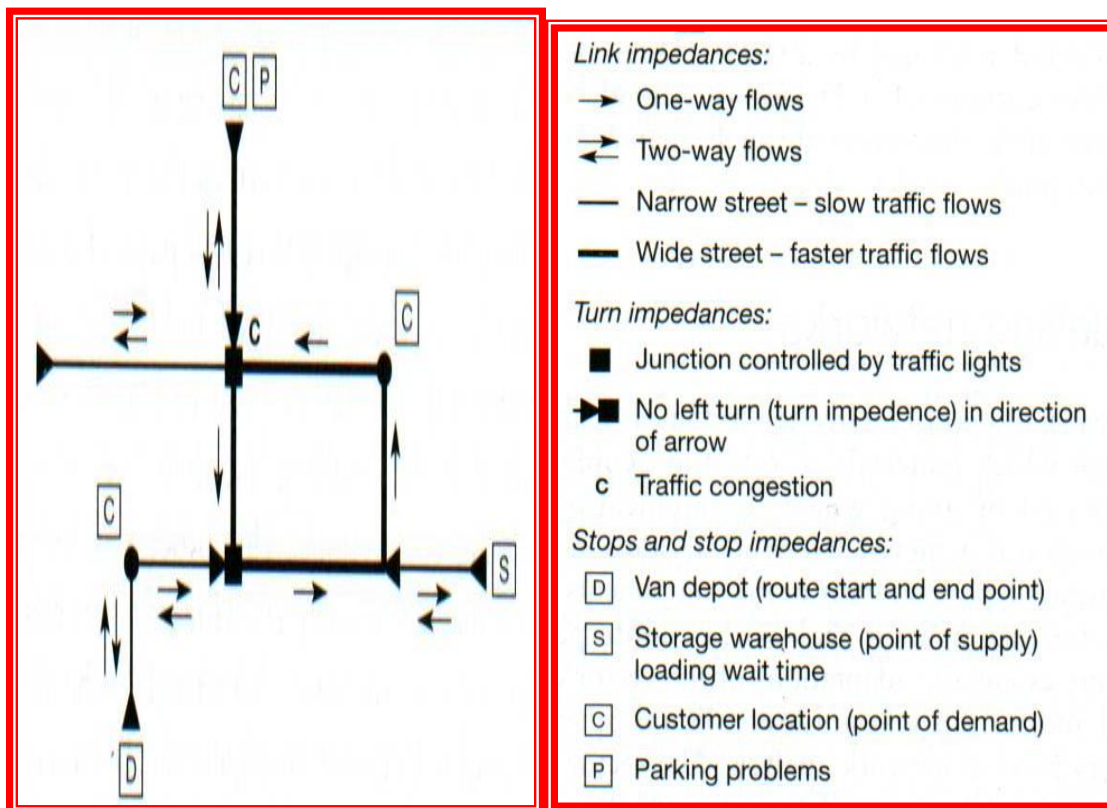 C P
C
C
C
S
D
Link impedances:
One-way flows
Two-way flows
Narrow street – slow traffic flows
Wide street – faster traffic flows
Turn impedances:
Junction controlled by traffic lights
No left turn (turn impedence) in direction
of arrow
C Traffic congestion
Stops and stop impedances:
D Van depot (route start and end point)
S Storage warehouse (point of supply)
loading wait time
C Customer location (point of demand)
P Parking problems